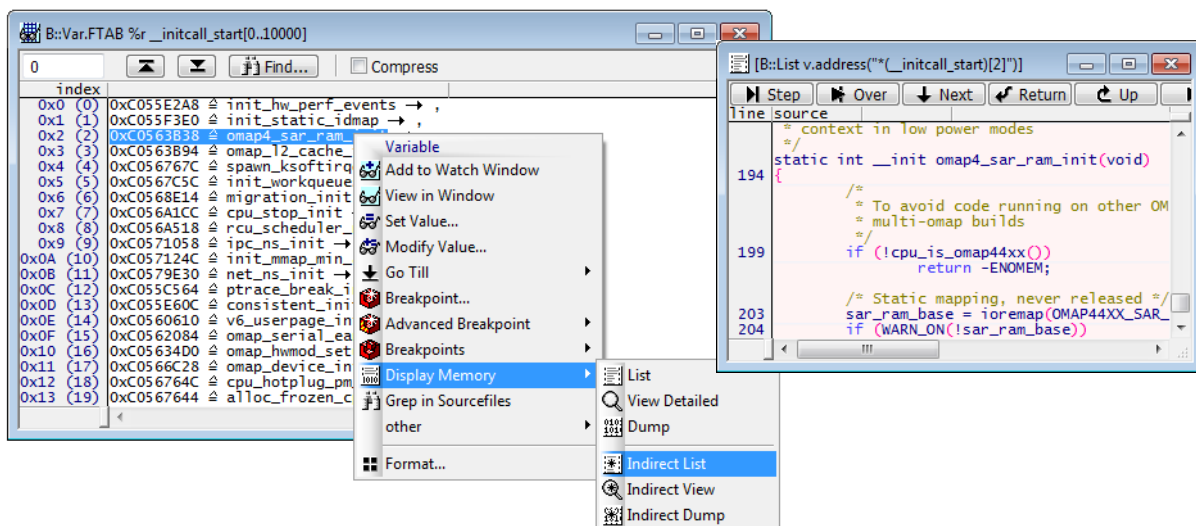 B::Var.FTAB %r __initcall_start[0..10000]
0 Find... Compress
index
0x0 (0) 0xC055E2A8 ≙ init_hw_perf_events → ,
0x1 (1) 0xC055F3E0 ≙ init_static_idmap → ,
0x2 (2) 0xC0563B38 ≙ omap4_sar_ram_
0x3 (3) 0xC0563B94 ≙ omap_l2_cache_
0x4 (4) 0xC056767C ≙ spawn_ksoftirq
0x5 (5) 0xC0567C5C ≙ init_workqueue
0x6 (6) 0xC0568E14 ≙ migration_init
0x7 (7) 0xC056A1CC ≙ cpu_stop_init
0x8 (8) 0xC056A518 ≙ rcu_scheduler_
0x9 (9) 0xC0571058 ≙ ipc_ns_init →
0x0A (10) 0xC057124C ≙ init_mmap_min_
0x0B (11) 0xC0579E30 ≙ net_ns_init →
0x0C (12) 0xC055C564 ≙ ptrace_break_i
0x0D (13) 0xC055E60C ≙ consistent_ini
0x0E (14) 0xC0560610 ≙ v6_userpage_in
0x0F (15) 0xC0562084 ≙ omap_serial_ea
0x10 (16) 0xC05634D0 ≙ omap_hwmod_set
0x11 (17) 0xC0566C28 ≙ omap_device_in
0x12 (18) 0xC056764C ≙ cpu_hotplug_pm_
0x13 (19) 0xC0567644 ≙ alloc_frozen_c
Variable
Add to Watch Window
View in Window
Set Value...
Modify Value...
Go Till
Breakpoint...
Advanced Breakpoint
Breakpoints
Display Memory
Grep in Sourcefiles
other
Format...
List
View Detailed
Dump
Indirect List
Indirect View
Indirect Dump
[B::List v.address("*(__initcall_start)[2]")]
Step Over Next Return Up
line source
* context in low power modes
*/
static int __init omap4_sar_ram_init(void)
194 {
/*
* To avoid code running on other OM
* multi-omap builds
*/
199 if (!cpu_is_omap44xx())
return -ENOMEM;
/* Static mapping, never released */
203 sar_ram_base = ioremap(OMAP44XX_SAR_
204 if (WARN_ON(!sar_ram_base))